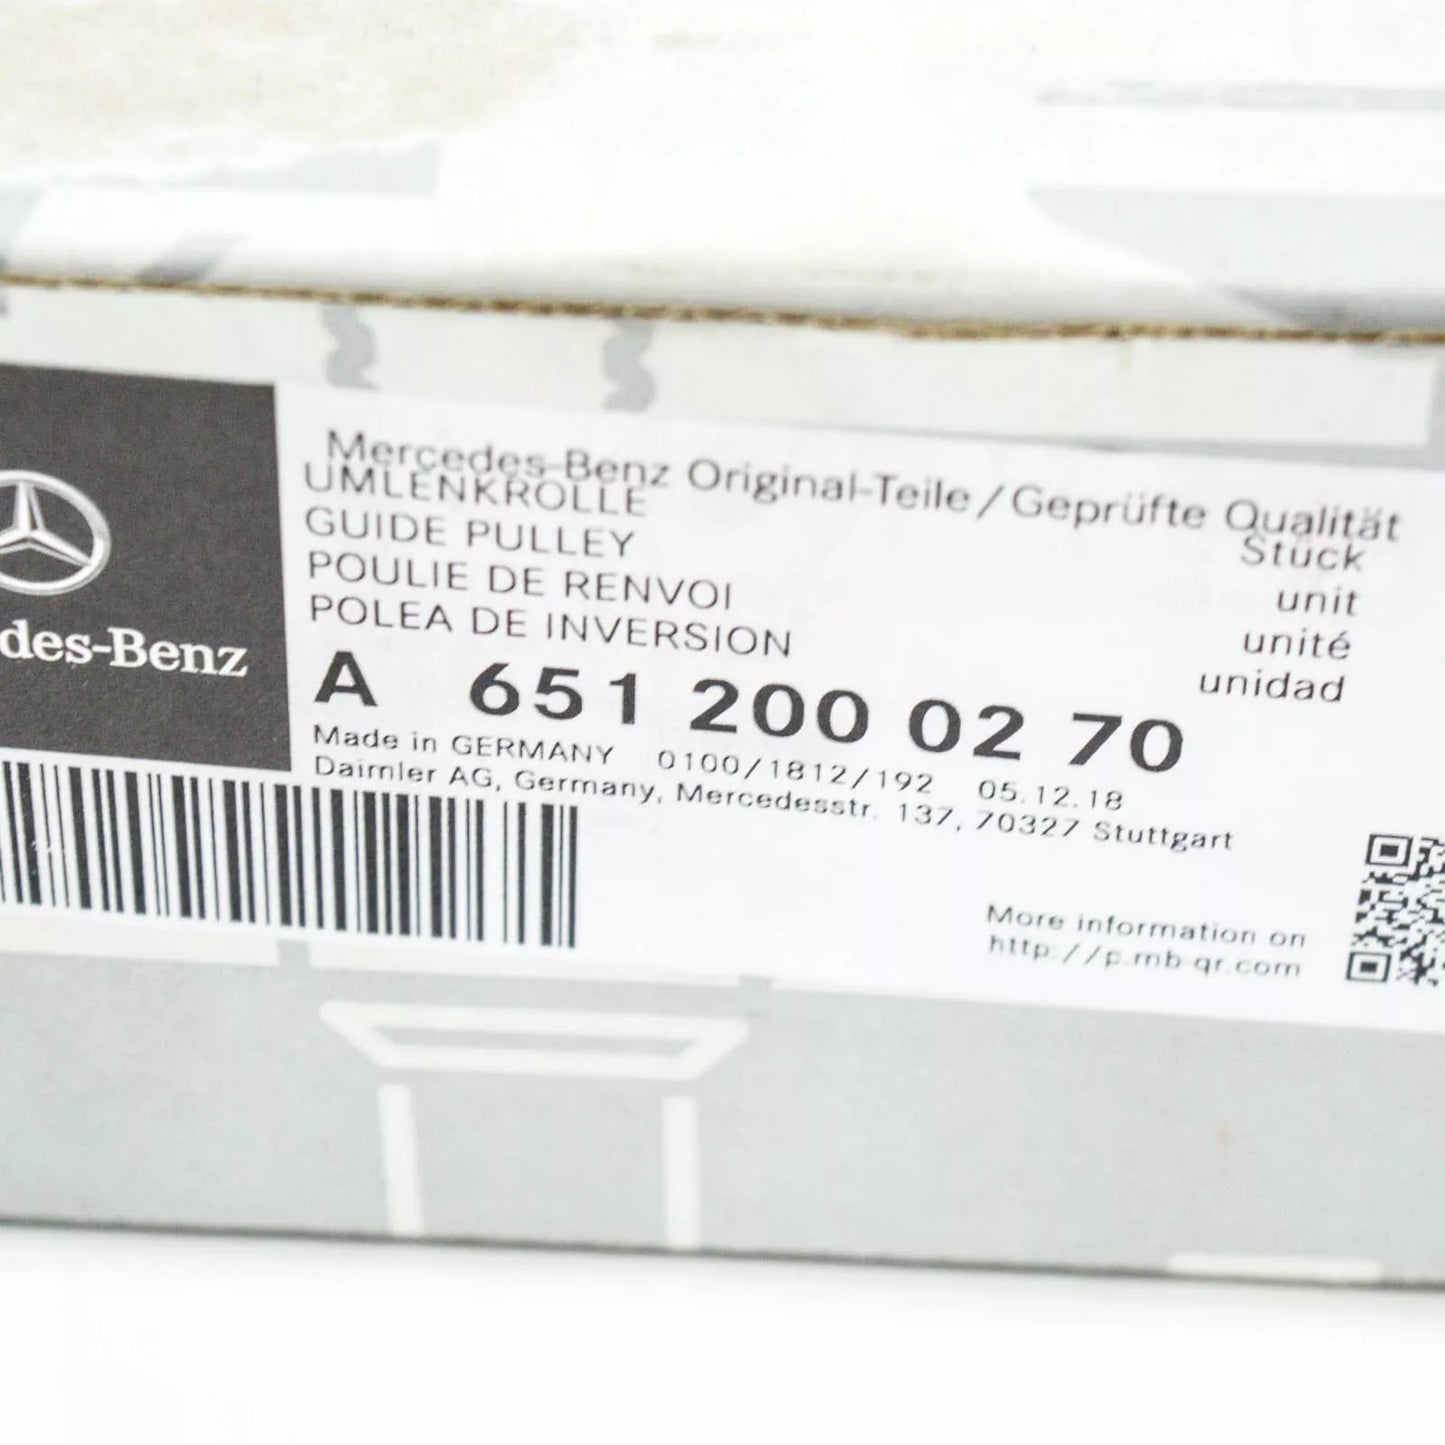 Mercedes-Benz Original-Teile / Geprüfte Qualität
UMLENKROLLE Stück
GUIDE PULLEY unit
POULIE DE RENVOI unité
POLEA DE INVERSION unidad
des-Benz
A 651 200 02 70
Made in GERMANY 0100/1812/192 05.12.18
Daimler AG, Germany, Mercedesstr. 137, 70327 Stuttgart
More information on
http://p.mb-qr.com